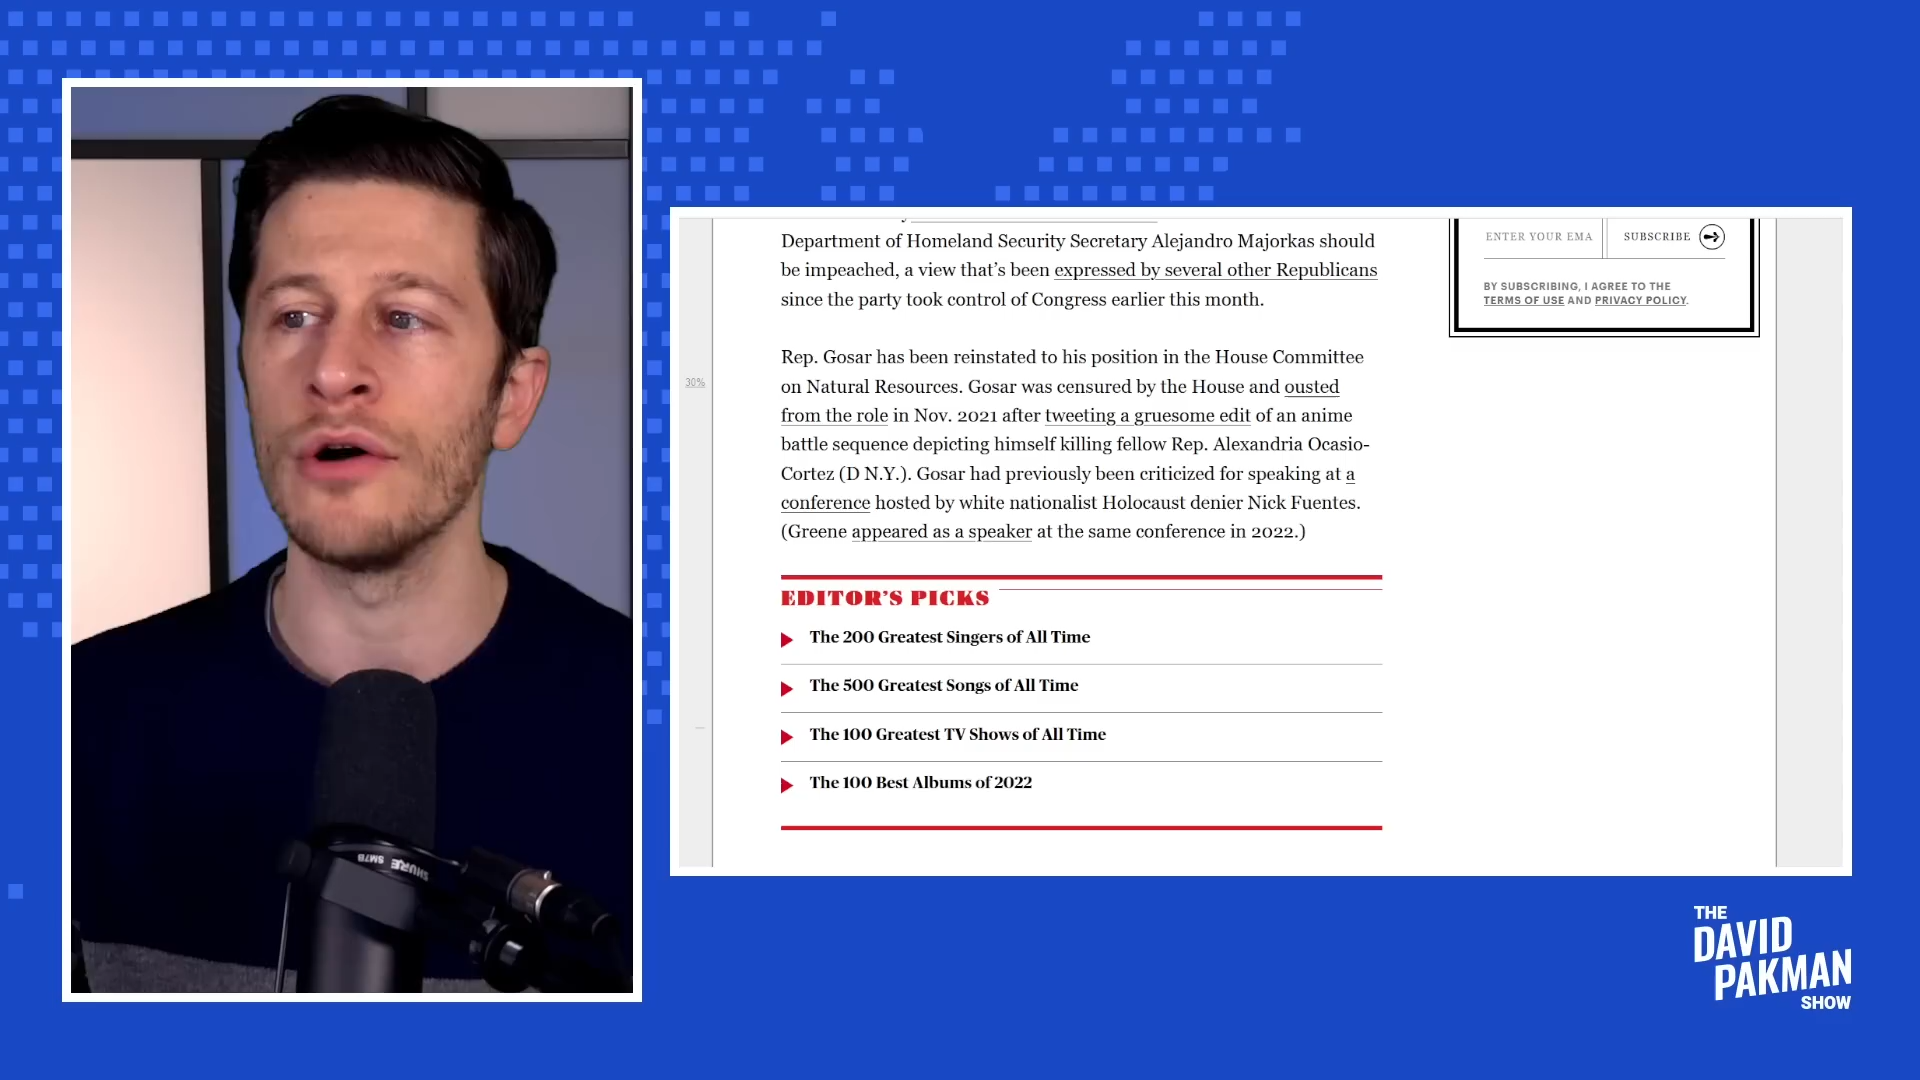 Department of Homeland Security Secretary Alejandro Majorkas should
be impeached, a view that’s been expressed by several other Republicans
since the party took control of Congress earlier this month.
Rep. Gosar has been reinstated to his position in the House Committee
on Natural Resources. Gosar was censured by the House and ousted
from the role in Nov. 2021 after tweeting a gruesome edit of an anime
battle sequence depicting himself killing fellow Rep. Alexandria Ocasio-
Cortez (D N.Y.). Gosar had previously been criticized for speaking at a
conference hosted by white nationalist Holocaust denier Nick Fuentes.
(Greene appeared as a speaker at the same conference in 2022.)
EDITOR’S PICKS
The 200 Greatest Singers of All Time
The 500 Greatest Songs of All Time
The 100 Greatest TV Shows of All Time
The 100 Best Albums of 2022
30%
ENTER YOUR EMA
SUBSCRIBE
BY SUBSCRIBING, I AGREE TO THE
TERMS OF USE AND PRIVACY POLICY.
SHURE SM7B
THE
DAVID
PAKMAN
SHOW